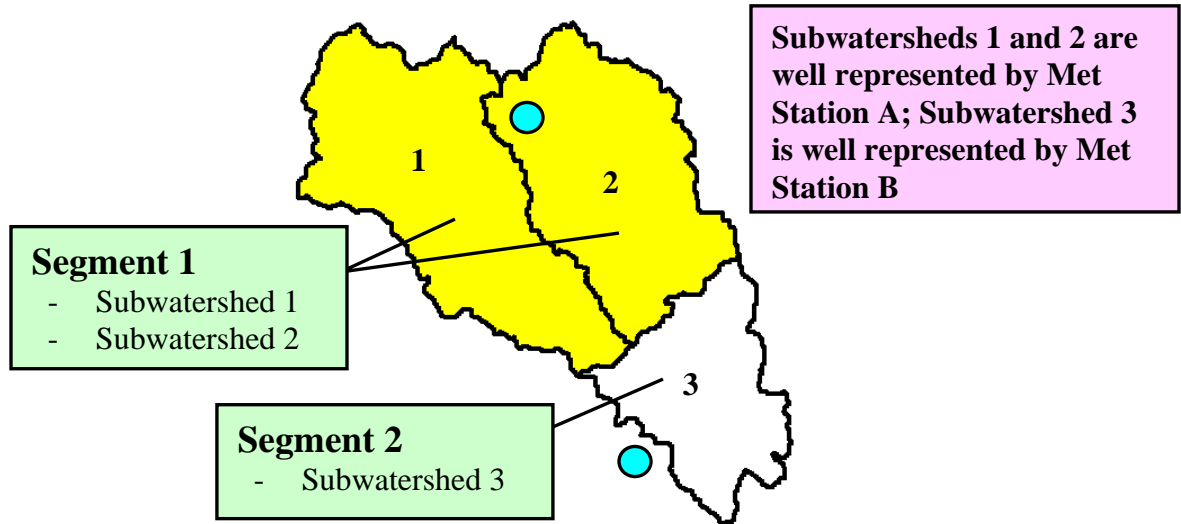 Subwatersheds 1 and 2 are
well represented by Met
Station A; Subwatershed 3
is well represented by Met
Station B
1
2
Segment 1
- Subwatershed 1
- Subwatershed 2
3
Segment 2
- Subwatershed 3